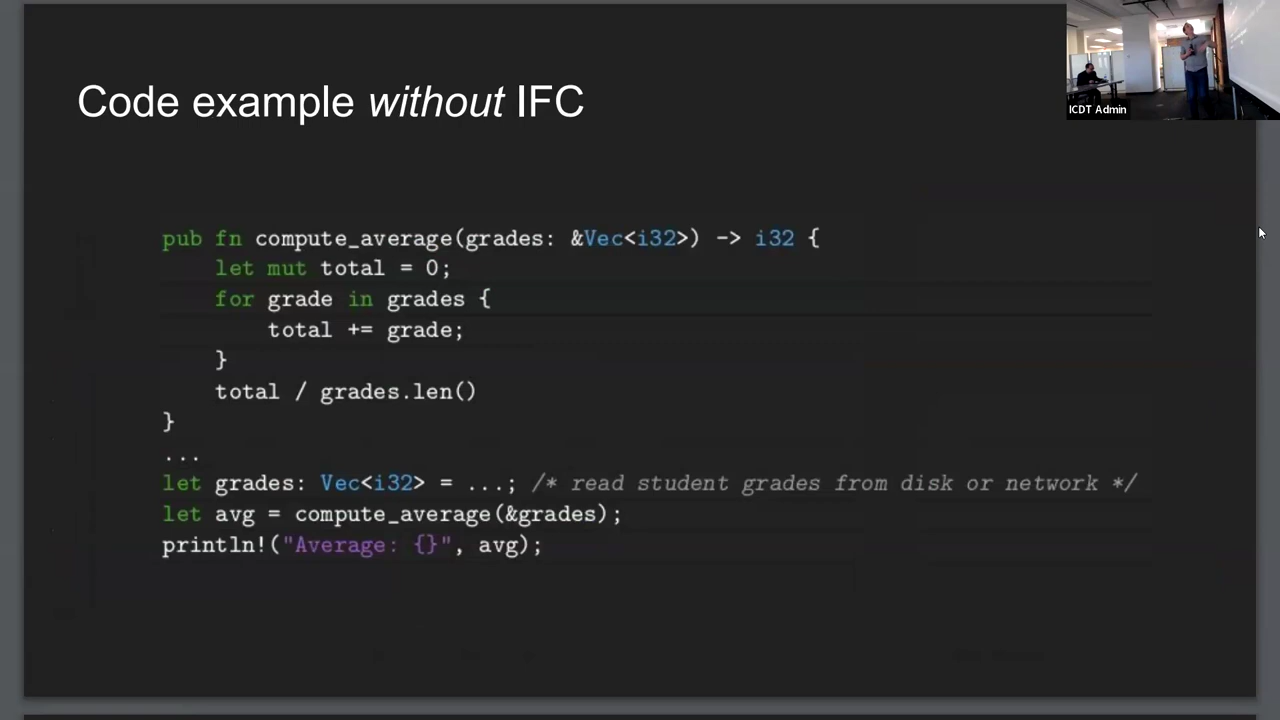 Code example without IFC
ICDT Admin
pub fn compute_average(grades: &Vec<i32>) -> i32 {
    let mut total = 0;
    for grade in grades {
        total += grade;
    }
    total / grades.len()
}
...
let grades: Vec<i32> = ...; /* read student grades from disk or network */
let avg = compute_average(&grades);
println!("Average: {}", avg);